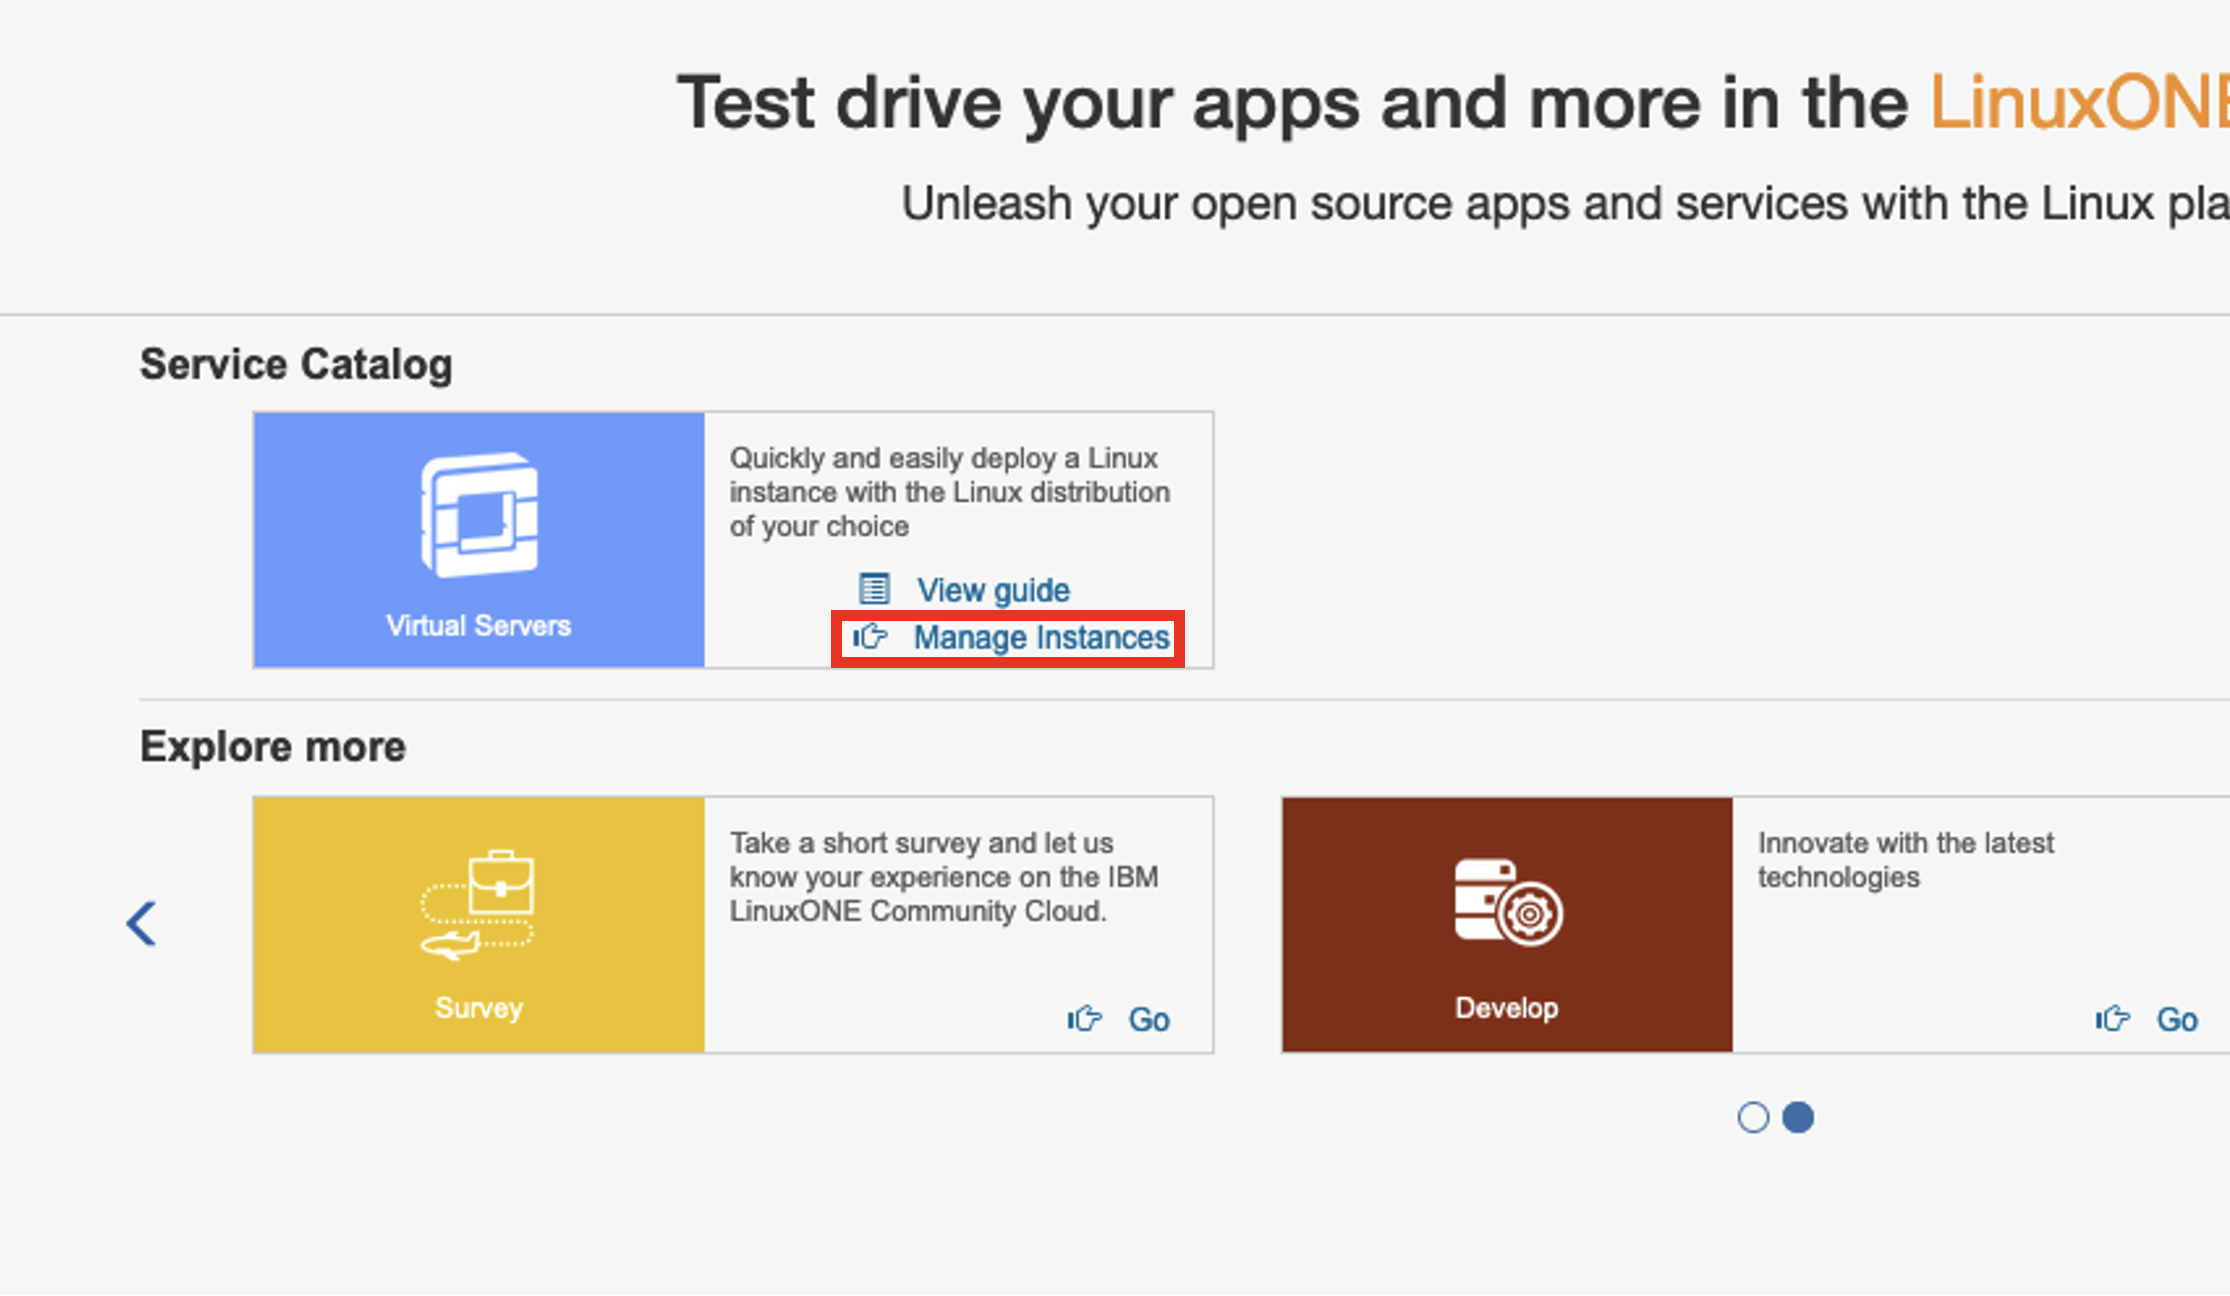 Test drive your apps and more in the LinuxONE
Unleash your open source apps and services with the Linux pla
Service Catalog
Virtual Servers
Quickly and easily deploy a Linux
instance with the Linux distribution
of your choice
View guide
Manage Instances
Explore more
Survey
Take a short survey and let us
know your experience on the IBM
LinuxONE Community Cloud.
Go
Develop
Innovate with the latest
technologies
Go